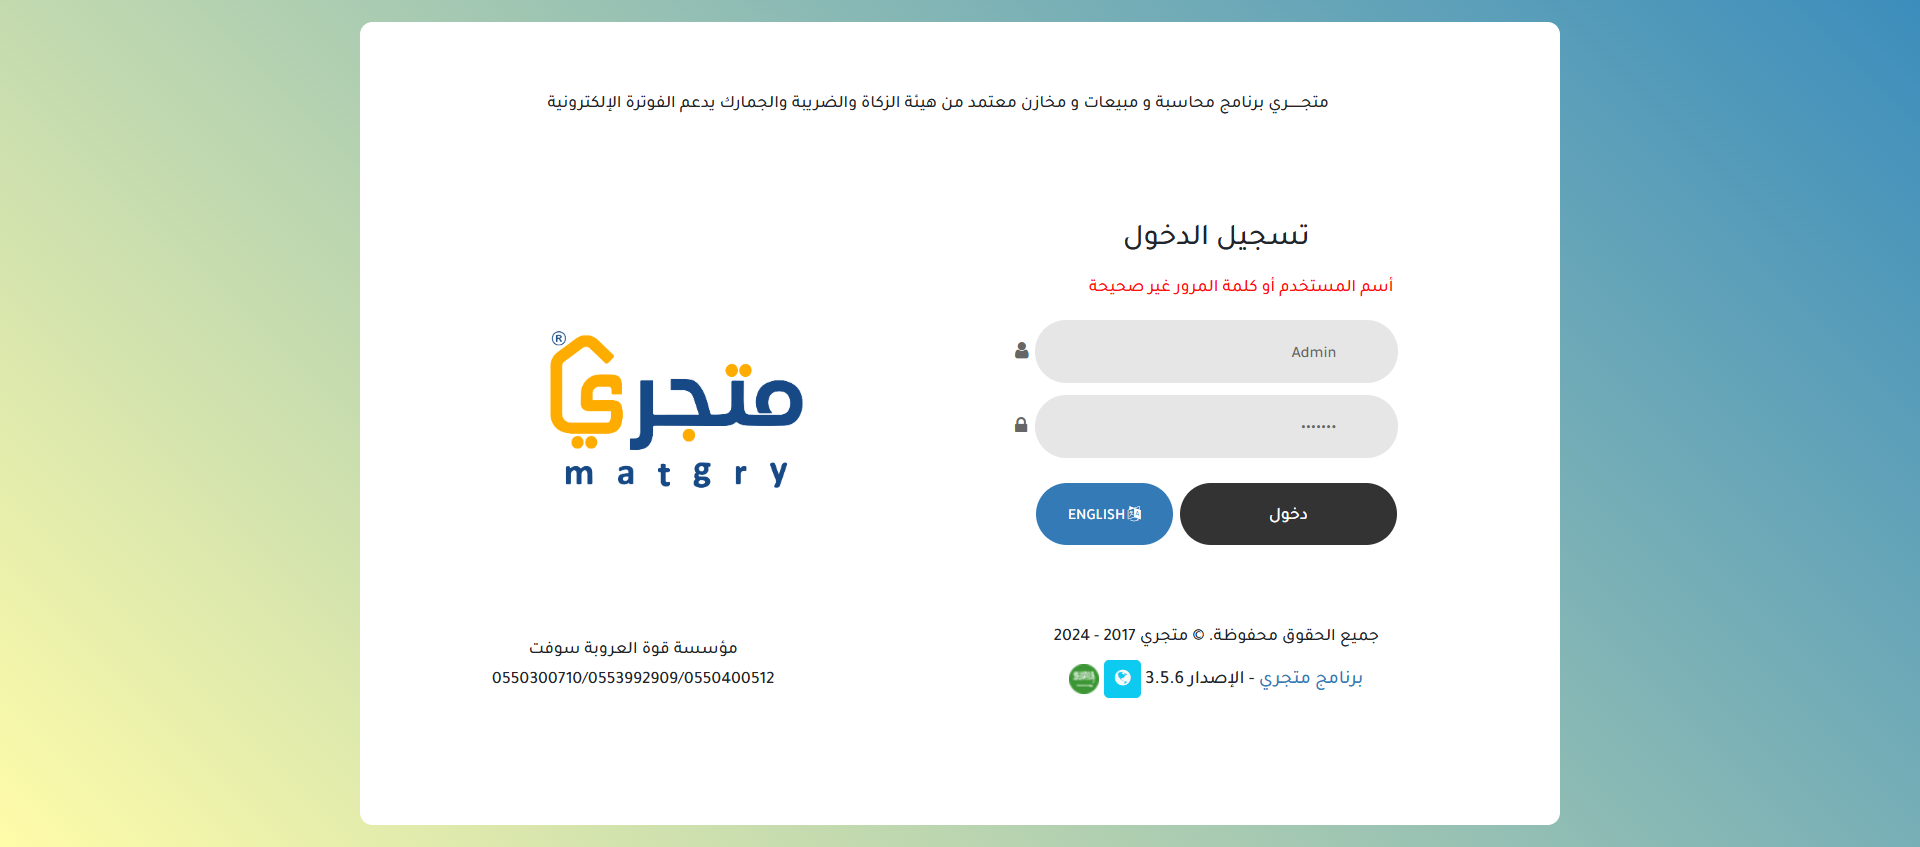 متجـــــري برنامج محاسبة و مبيعات و مخازن معتمد من هيئة الزكاة والضريبة والجمارك يدعم الفوترة الإلكترونية
تسجيل الدخول
أسم المستخدم أو كلمة المرور غير صحيحة
Admin
•••••••
دخول
ENGLISH
جميع الحقوق محفوظة. © متجري 2017 - 2024
برنامج متجري - الإصدار 3.5.6
®
متجري
matgry
مؤسسة قوة العروبة سوفت
0550300710/0553992909/0550400512